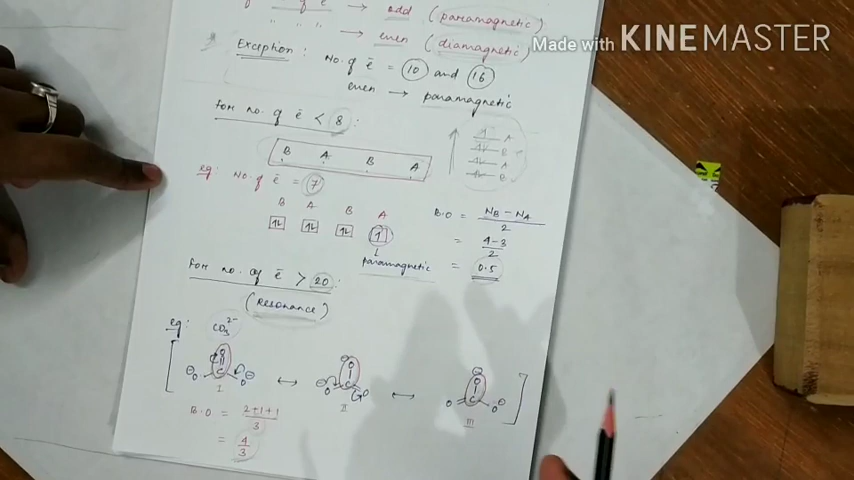 → odd (paramagnetic)
" " " → even (diamagnetic)
Made with KINEMASTER
Exception : No. of ē = 10 and 16
even → paramagnetic
For no. of ē < 8 :
B A B A
A
B
A
B
eg: No. of ē = 7
B A B A
B.O = NB - NA / 2
= 4-3 / 2
= 0.5
paramagnetic
For no. of ē > 20 :
(Resonance)
eg: CO3 2-
I
II
III
B.O = 2+1+1 / 3
= 4/3